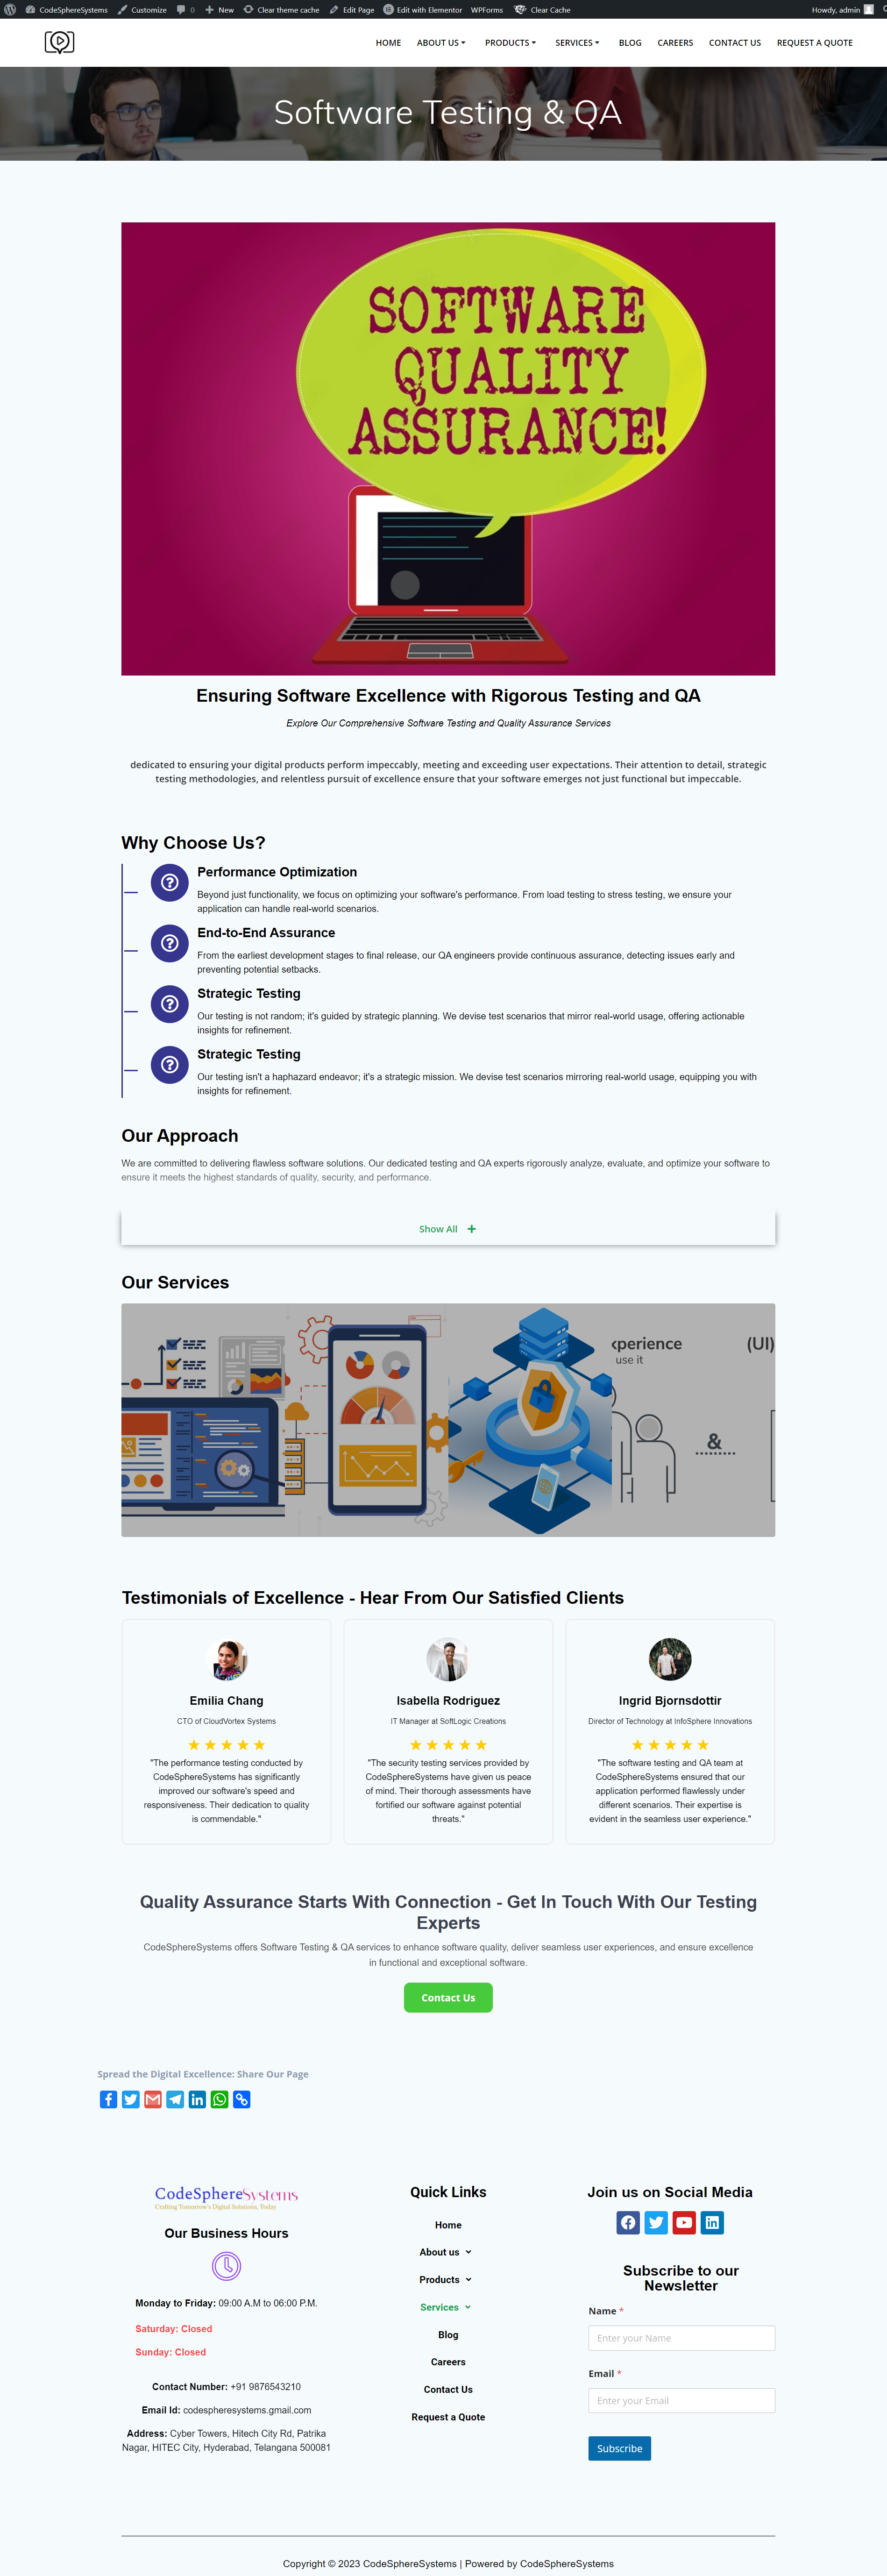 CodeSphereSystems Customize 0 New Clear theme cache Edit Page Edit with Elementor WPForms Clear Cache Howdy, admin
HOME ABOUT US PRODUCTS SERVICES BLOG CAREERS CONTACT US REQUEST A QUOTE
Software Testing & QA
SOFTWARE
QUALITY
ASSURANCE!
Ensuring Software Excellence with Rigorous Testing and QA
Explore Our Comprehensive Software Testing and Quality Assurance Services
dedicated to ensuring your digital products perform impeccably, meeting and exceeding user expectations. Their attention to detail, strategic
testing methodologies, and relentless pursuit of excellence ensure that your software emerges not just functional but impeccable.
Why Choose Us?
Performance Optimization
Beyond just functionality, we focus on optimizing your software's performance. From load testing to stress testing, we ensure your
application can handle real-world scenarios.
End-to-End Assurance
From the earliest development stages to final release, our QA engineers provide continuous assurance, detecting issues early and
preventing potential setbacks.
Strategic Testing
Our testing is not random; it's guided by strategic planning. We devise test scenarios that mirror real-world usage, offering actionable
insights for refinement.
Strategic Testing
Our testing isn't a haphazard endeavor; it's a strategic mission. We devise test scenarios mirroring real-world usage, equipping you with
insights for refinement.
Our Approach
We are committed to delivering flawless software solutions. Our dedicated testing and QA experts rigorously analyze, evaluate, and optimize your software to
ensure it meets the highest standards of quality, security, and performance.
Show All +
Our Services
xperience (UI)
use it
&
Testimonials of Excellence - Hear From Our Satisfied Clients
Emilia Chang
CTO of CloudVortex Systems
"The performance testing conducted by
CodeSphereSystems has significantly
improved our software's speed and
responsiveness. Their dedication to quality
is commendable."
Isabella Rodriguez
IT Manager at SoftLogic Creations
"The security testing services provided by
CodeSphereSystems have given us peace
of mind. Their thorough assessments have
fortified our software against potential
threats."
Ingrid Bjornsdottir
Director of Technology at InfoSphere Innovations
"The software testing and QA team at
CodeSphereSystems ensured that our
application performed flawlessly under
different scenarios. Their expertise is
evident in the seamless user experience."
Quality Assurance Starts With Connection - Get In Touch With Our Testing
Experts
CodeSphereSystems offers Software Testing & QA services to enhance software quality, deliver seamless user experiences, and ensure excellence
in functional and exceptional software.
Contact Us
Spread the Digital Excellence: Share Our Page
CodeSphereSystems
Crafting Tomorrow's Digital Solutions, Today
Our Business Hours
Monday to Friday: 09:00 A.M to 06:00 P.M.
Saturday: Closed
Sunday: Closed
Contact Number: +91 9876543210
Email Id: codespheresystems.gmail.com
Address: Cyber Towers, Hitech City Rd, Patrika
Nagar, HITEC City, Hyderabad, Telangana 500081
Quick Links
Home
About us
Products
Services
Blog
Careers
Contact Us
Request a Quote
Join us on Social Media
Subscribe to our
Newsletter
Name *
Enter your Name
Email *
Enter your Email
Subscribe
Copyright © 2023 CodeSphereSystems | Powered by CodeSphereSystems